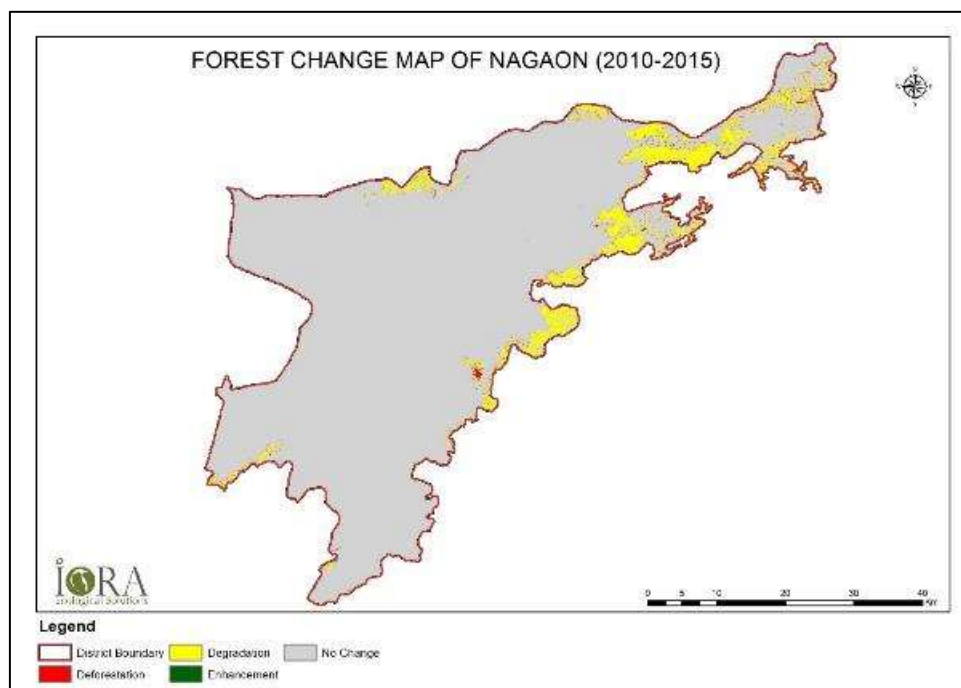 FOREST CHANGE MAP OF NAGAON (2010-2015)
N
IORA
Ecological Solutions
0 5 10 20 30 40
Km
Legend
District Boundary Degradation No Change
Deforestation Enhancement